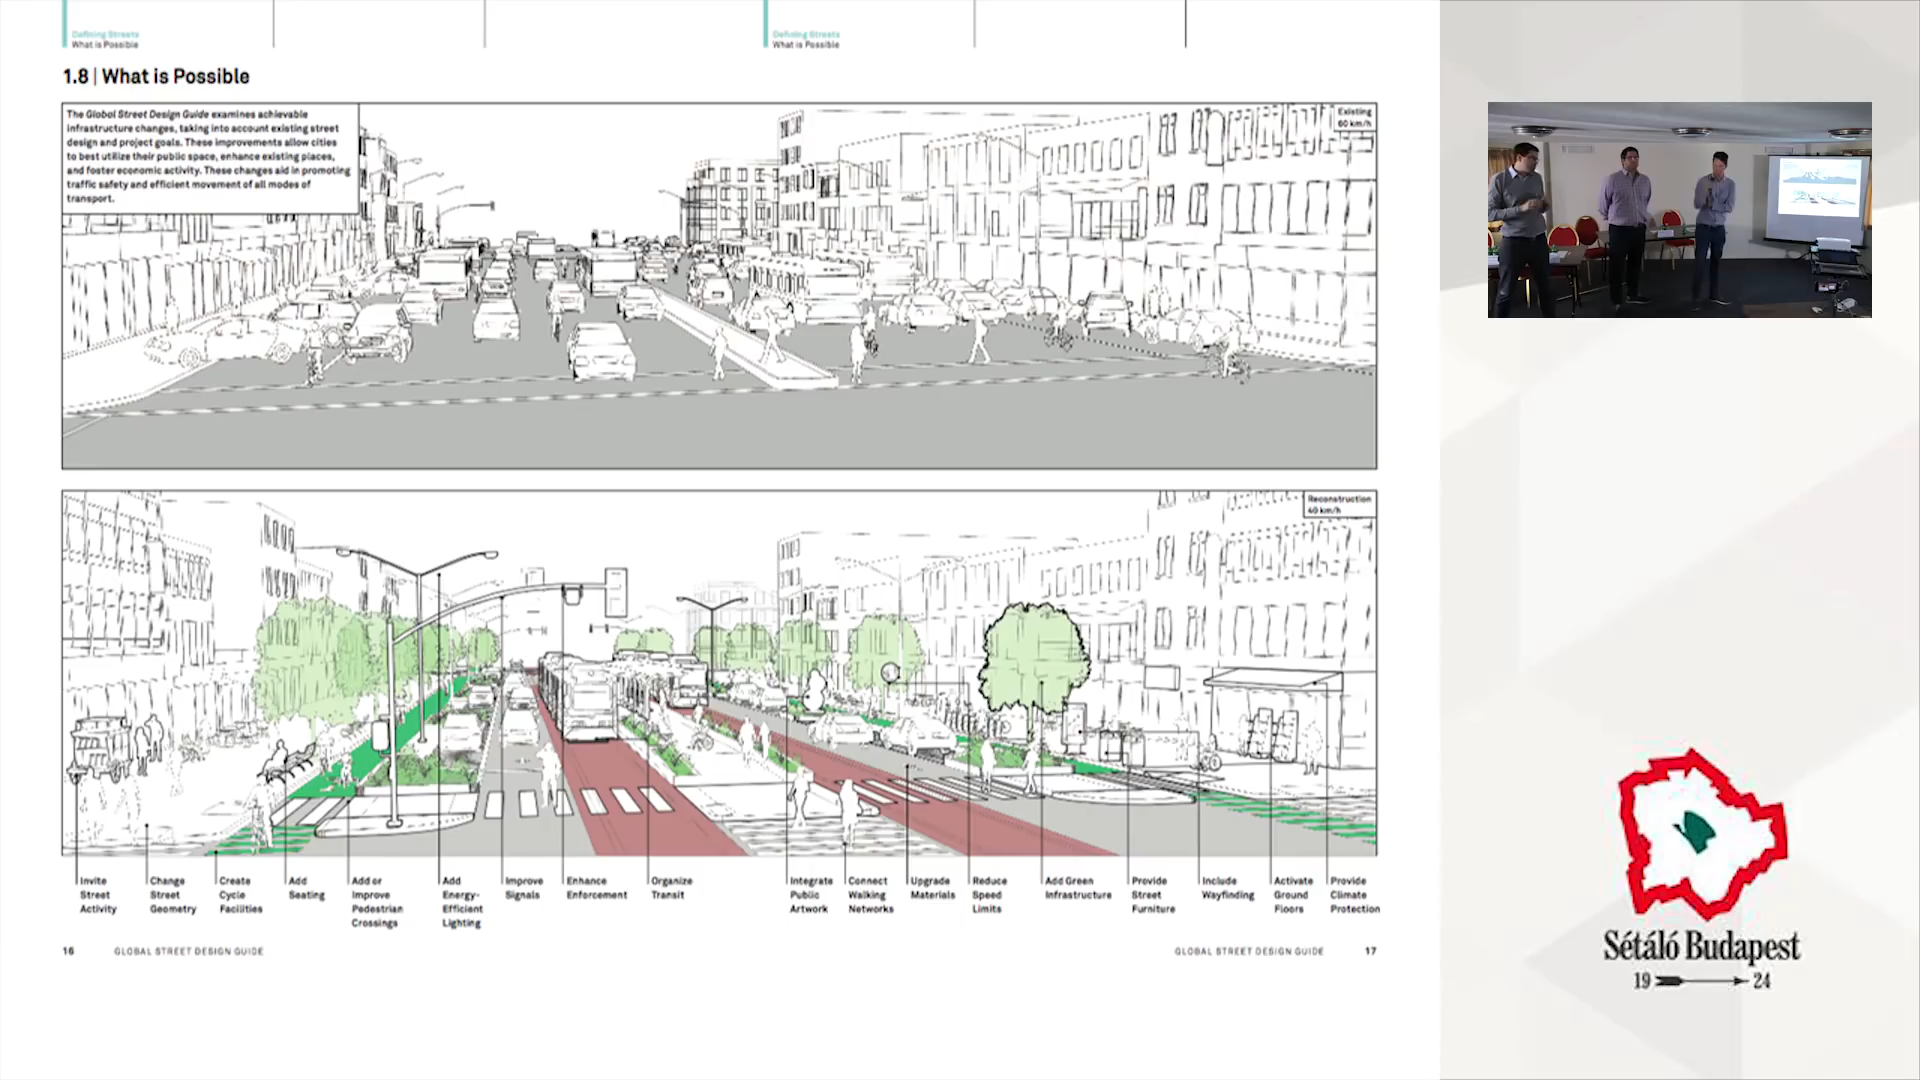 Defining Streets
What is Possible
Defining Streets
What is Possible
1.8 | What is Possible
The Global Street Design Guide examines achievable
infrastructure changes, taking into account existing street
design and project goals. These improvements allow cities
to best utilize their public space, enhance existing places,
and foster economic activity. These changes aid in promoting
traffic safety and efficient movement of all modes of
transport.
Existing
60 km/h
Reconstruction
40 km/h
Invite
Street
Activity
Change
Street
Geometry
Create
Cycle
Facilities
Add
Seating
Add or
Improve
Pedestrian
Crossings
Add
Energy-
Efficient
Lighting
Improve
Signals
Enhance
Enforcement
Organize
Transit
Integrate
Public
Artwork
Connect
Walking
Networks
Upgrade
Materials
Reduce
Speed
Limits
Add Green
Infrastructure
Provide
Street
Furniture
Include
Wayfinding
Activate
Ground
Floors
Provide
Climate
Protection
16 GLOBAL STREET DESIGN GUIDE
GLOBAL STREET DESIGN GUIDE 17
Sétáló Budapest
19 24